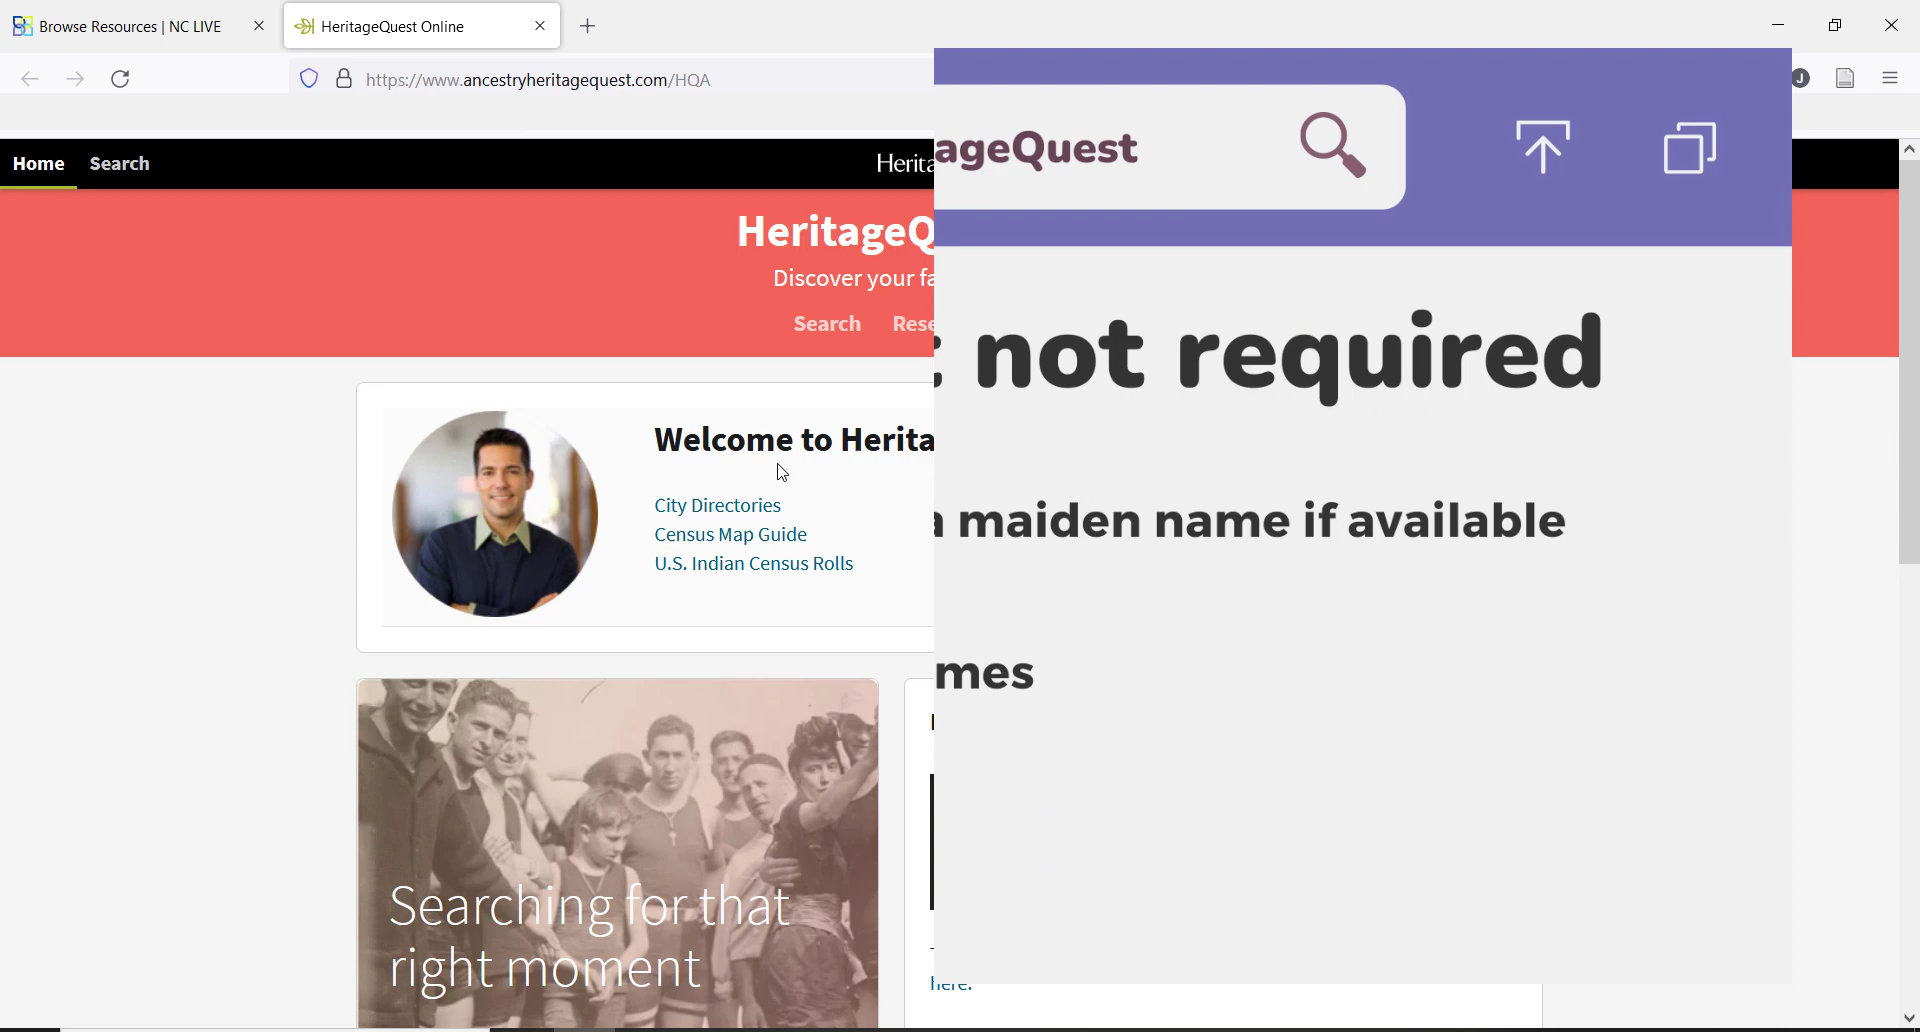 Browse Resources | NC LIVE
HeritageQuest Online
https://www.ancestryheritagequest.com/HQA
J
Home Search
Herita
HeritageQ
Discover your fa
Search Rese
Welcome to Herita
City Directories
Census Map Guide
U.S. Indian Census Rolls
Searching for that
right moment
ageQuest
not required
maiden name if available
mes
here.